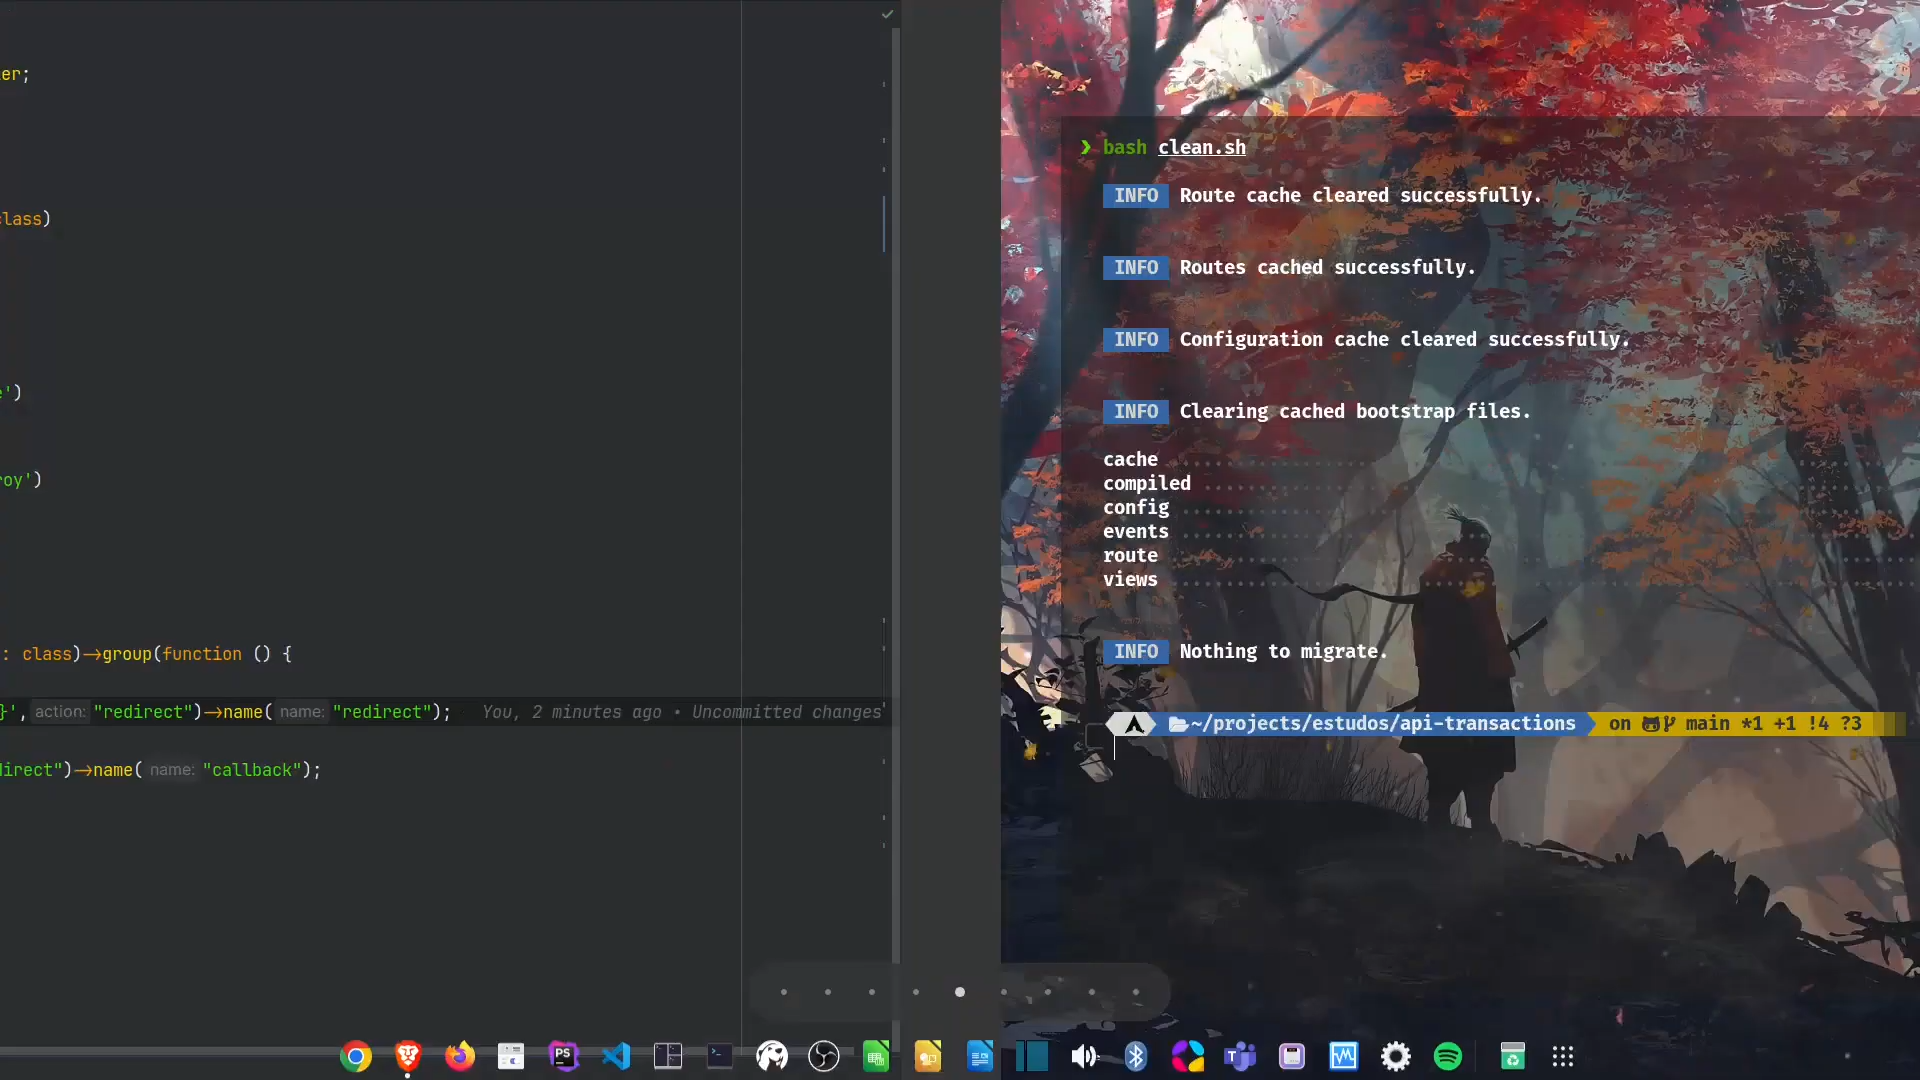 er;
class)
e')
roy')
: class)->group(function () {
}', action: "redirect")->name( name: "redirect"); You, 2 minutes ago • Uncommitted changes
direct")->name( name: "callback");
❯ bash clean.sh
INFO Route cache cleared successfully.
INFO Routes cached successfully.
INFO Configuration cache cleared successfully.
INFO Clearing cached bootstrap files.
cache
compiled
config
events
route
views
INFO Nothing to migrate.
~/projects/estudos/api-transactions on main *1 +1 !4 ?3
PS